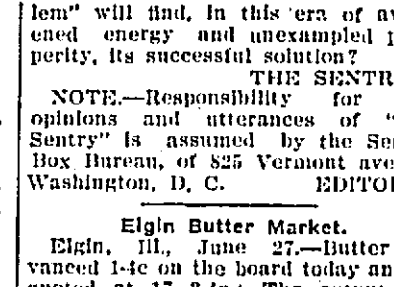 lem" will find, in this era of
ened energy and unexampled
perity, its successful solution?
THE SENTR
NOTE.—Responsibility for
opinions and utterances of "
Sentry" is assumed by the Se
Box Bureau, of 825 Vermont ave
Washington, D. C. EDITO
Elgin Butter Market.
Elgin, Ill., June 27.—Butter
vanced 1-4c on the board today an